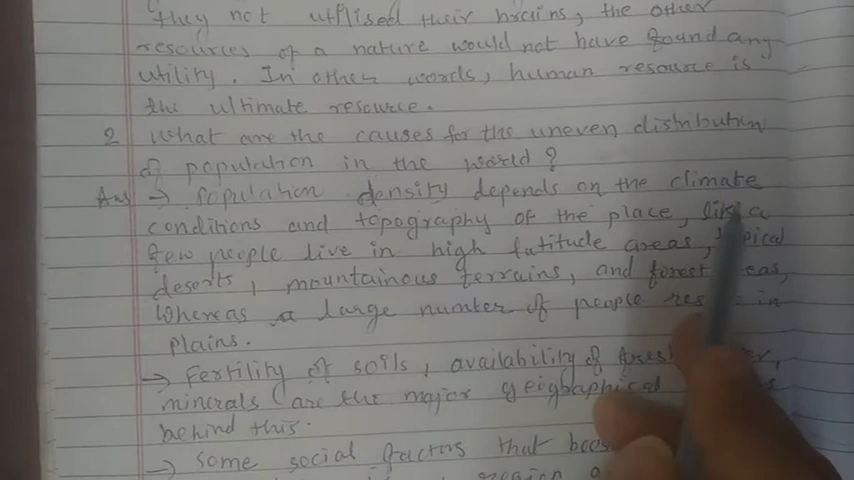 They not utilised their brains, the other
resources of a nature would not have found any
utility. In other words, human resource is
the ultimate resource.
2 What are the causes for the uneven distribution
of population in the world?
Ans → Population density depends on the climate
conditions and topography of the place, like a
few people live in high latitude areas,
deserts, mountainous terrains, and forest
Whereas a large number of people in
plains.
→ Fertility of soils, availability of
minerals are the major geigbraphical
behind this.
→ Some social factors that
region